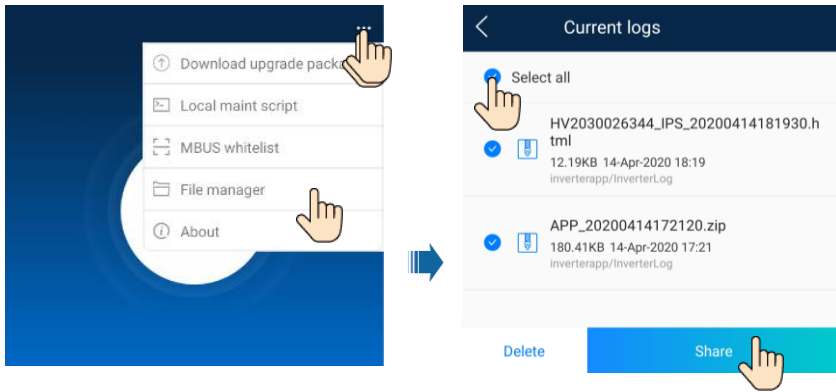 Download upgrade packa
Local maint script
MBUS whitelist
File manager
About
Current logs
Select all
HV2030026344_IPS_20200414181930.h
tml
12.19KB 14-Apr-2020 18:19
inverterapp/InverterLog
APP_20200414172120.zip
180.41KB 14-Apr-2020 17:21
inverterapp/InverterLog
Delete
Share